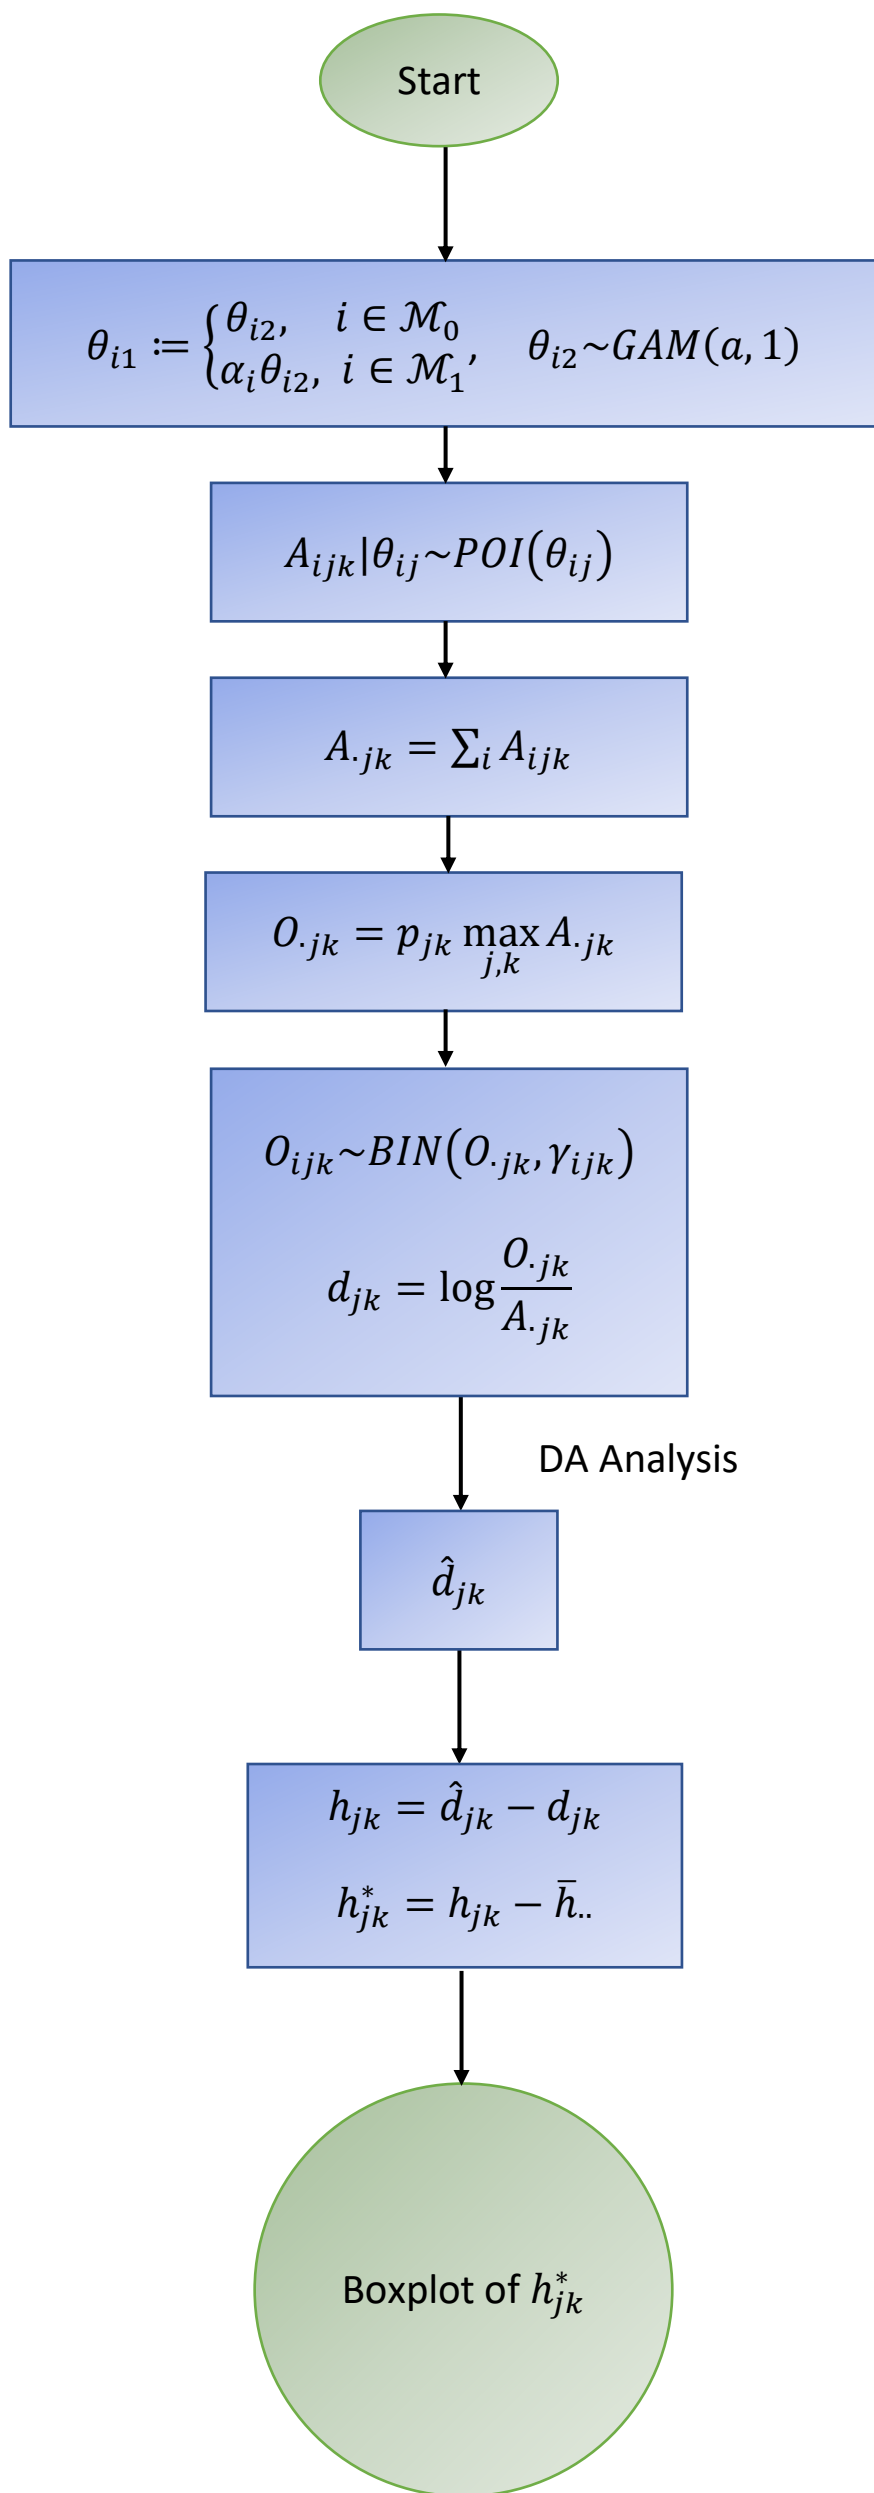 Start
θ_{i1} ≔ { θ_{i2}, i ∈ ℳ_0
α_iθ_{i2}, i ∈ ℳ_1 , θ_{i2}~GAM(a, 1)
A_{ijk}|θ_{ij}~POI(θ_{ij})
A_{·jk} = ∑_i A_{ijk}
O_{·jk} = p_{jk} max_{j,k} A_{·jk}
O_{ijk}~BIN(O_{·jk}, γ_{ijk})
d_{jk} = log O_{·jk}/A_{·jk}
DA Analysis
d̂_{jk}
h_{jk} = d̂_{jk} − d_{jk}
h^*_{jk} = h_{jk} − h̄_{··}
Boxplot of h^*_{jk}